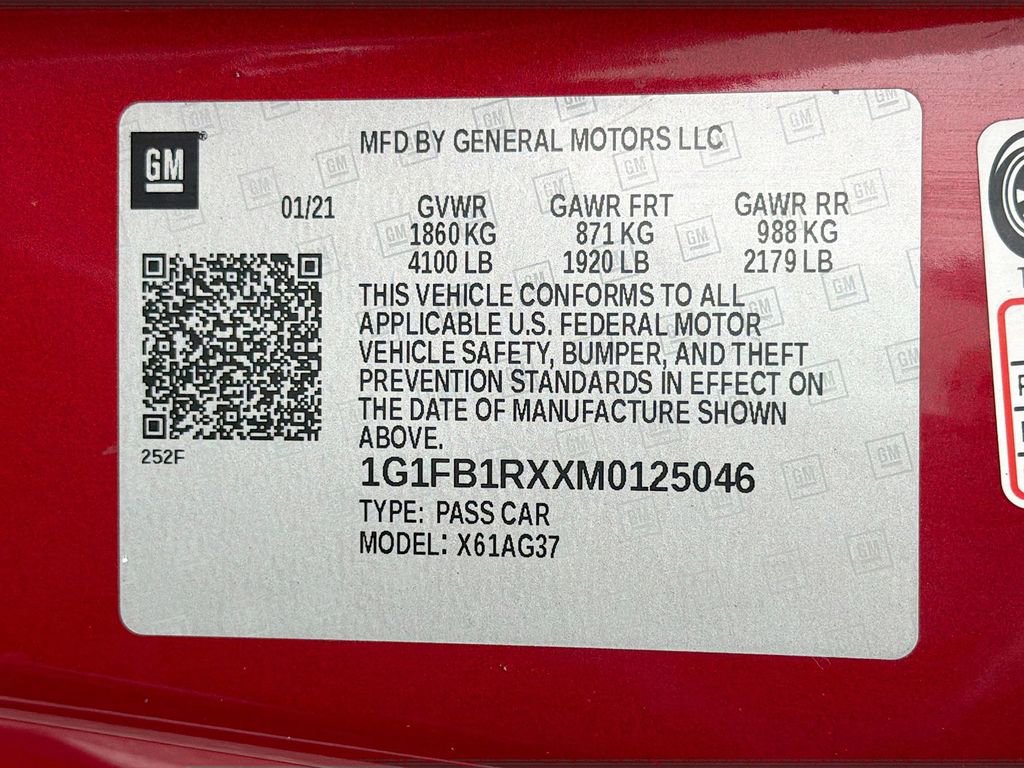 GM
MFD BY GENERAL MOTORS LLC
01/21
GVWR GAWR FRT GAWR RR
1860 KG 871 KG 988 KG
4100 LB 1920 LB 2179 LB
THIS VEHICLE CONFORMS TO ALL
APPLICABLE U.S. FEDERAL MOTOR
VEHICLE SAFETY, BUMPER, AND THEFT
PREVENTION STANDARDS IN EFFECT ON
THE DATE OF MANUFACTURE SHOWN
ABOVE.
252F
1G1FB1RXXM0125046
TYPE: PASS CAR
MODEL: X61AG37